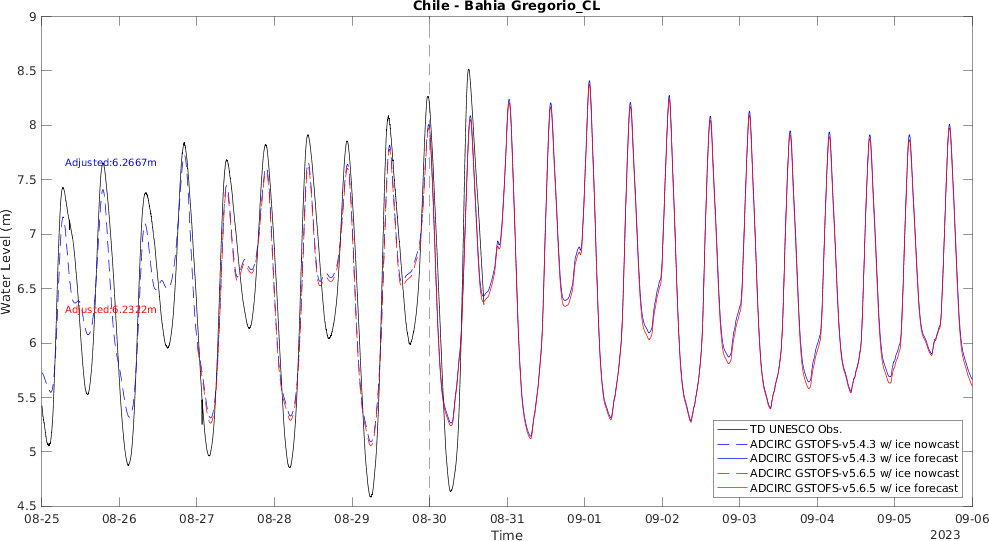 Chile - Bahia Gregorio_CL
9
8.5
8
7.5
7
6.5
6
5.5
5
4.5
Water Level (m)
Adjusted:6.2667m
Adjusted:6.2322m
TD UNESCO Obs.
ADCIRC GSTOFS-v5.4.3 w/ ice nowcast
ADCIRC GSTOFS-v5.4.3 w/ ice forecast
ADCIRC GSTOFS-v5.6.5 w/ ice nowcast
ADCIRC GSTOFS-v5.6.5 w/ ice forecast
08-25 08-26 08-27 08-28 08-29 08-30 08-31 09-01 09-02 09-03 09-04 09-05 09-06
Time
2023